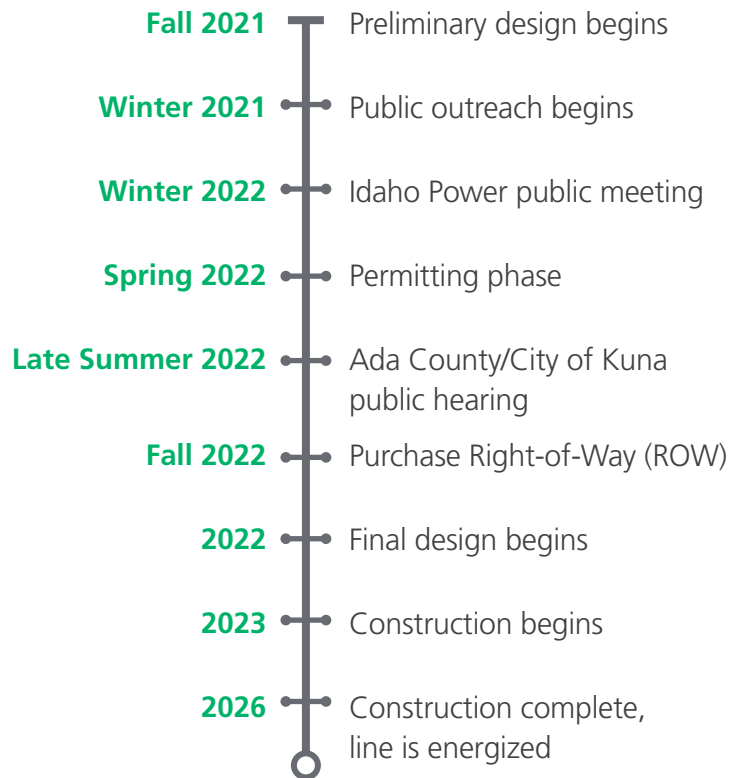 Fall 2021 Preliminary design begins
Winter 2021 Public outreach begins
Winter 2022 Idaho Power public meeting
Spring 2022 Permitting phase
Late Summer 2022 Ada County/City of Kuna
public hearing
Fall 2022 Purchase Right-of-Way (ROW)
2022 Final design begins
2023 Construction begins
2026 Construction complete,
line is energized